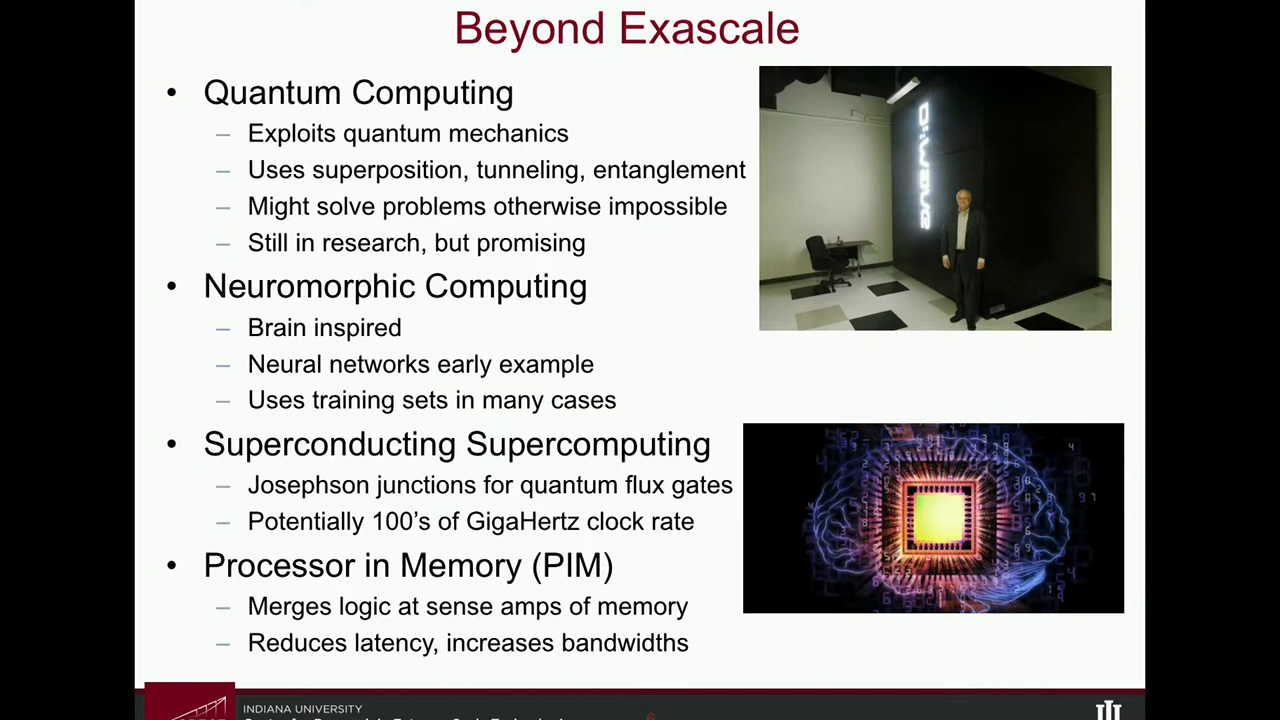 Beyond Exascale
• Quantum Computing
– Exploits quantum mechanics
– Uses superposition, tunneling, entanglement
– Might solve problems otherwise impossible
– Still in research, but promising
• Neuromorphic Computing
– Brain inspired
– Neural networks early example
– Uses training sets in many cases
• Superconducting Supercomputing
– Josephson junctions for quantum flux gates
– Potentially 100's of GigaHertz clock rate
• Processor in Memory (PIM)
– Merges logic at sense amps of memory
– Reduces latency, increases bandwidths
D:Wave
INDIANA UNIVERSITY